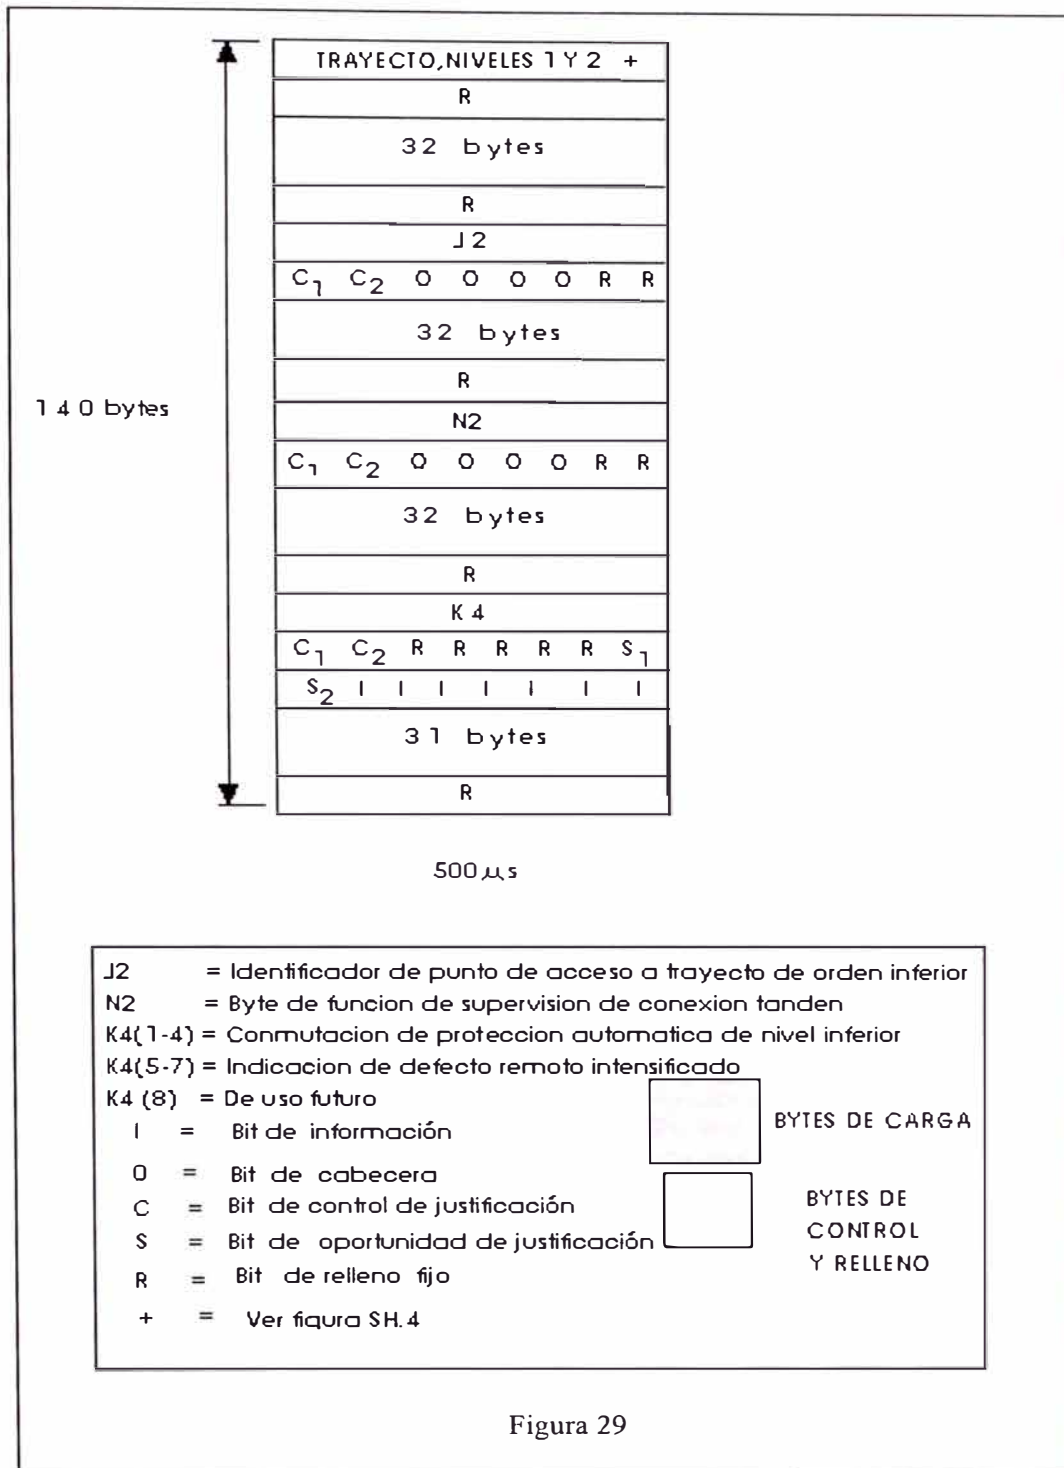 TRAYECTO,NIVELES 1 Y 2 +
R
32 bytes
R
J2
C1 C2 O O O O R R
32 bytes
R
140 bytes
N2
C1 C2 O O O O R R
32 bytes
R
K4
C1 C2 R R R R R S1
S2 I I I I I I I
31 bytes
R
500 µs
J2 = Identificador de punto de acceso a trayecto de orden inferior
N2 = Byte de funcion de supervision de conexion tanden
K4(1-4) = Conmutacion de proteccion automatica de nivel inferior
K4(5-7) = Indicacion de defecto remoto intensificado
K4 (8) = De uso futuro
I = Bit de información
O = Bit de cabecera
C = Bit de control de justificación
S = Bit de oportunidad de justificación
R = Bit de relleno fijo
+ = Ver figura SH.4
BYTES DE CARGA
BYTES DE
CONTROL
Y RELLENO
Figura 29